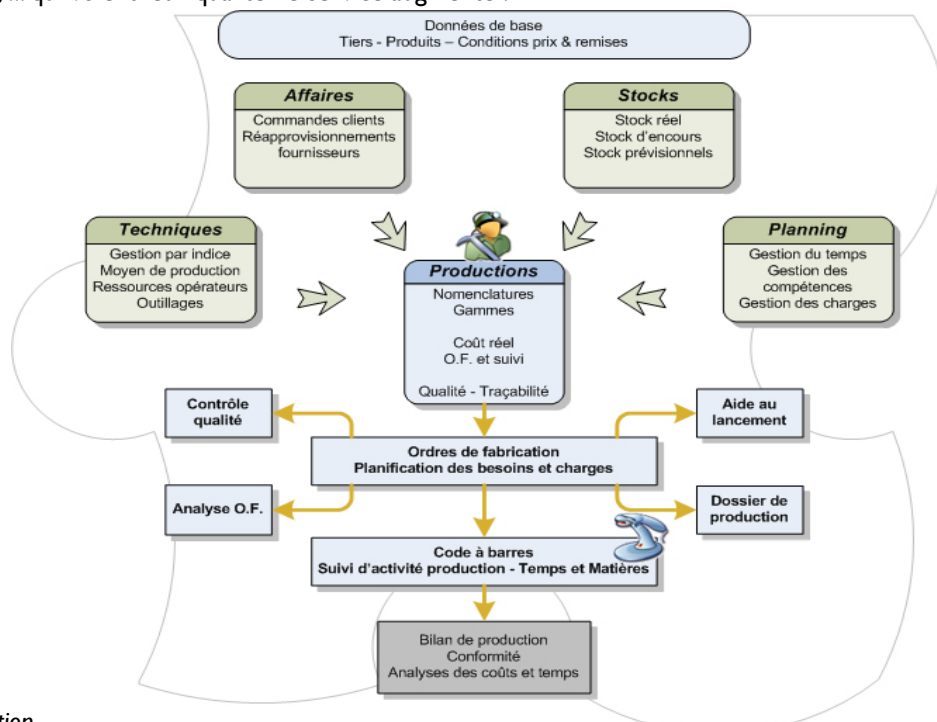 Données de base
Tiers - Produits – Conditions prix & remises
Affaires
Commandes clients
Réapprovisionnements
fournisseurs
Stocks
Stock réel
Stock d'encours
Stock prévisionnels
Techniques
Gestion par indice
Moyen de production
Ressources opérateurs
Outillages
Productions
Nomenclatures
Gammes
Coût réel
O.F. et suivi
Qualité - Traçabilité
Planning
Gestion du temps
Gestion des
compétences
Gestion des charges
Contrôle
qualité
Aide au
lancement
Ordres de fabrication
Planification des besoins et charges
Analyse O.F.
Dossier de
production
Code à barres
Suivi d'activité production - Temps et Matières
Bilan de production
Conformité
Analyses des coûts et temps